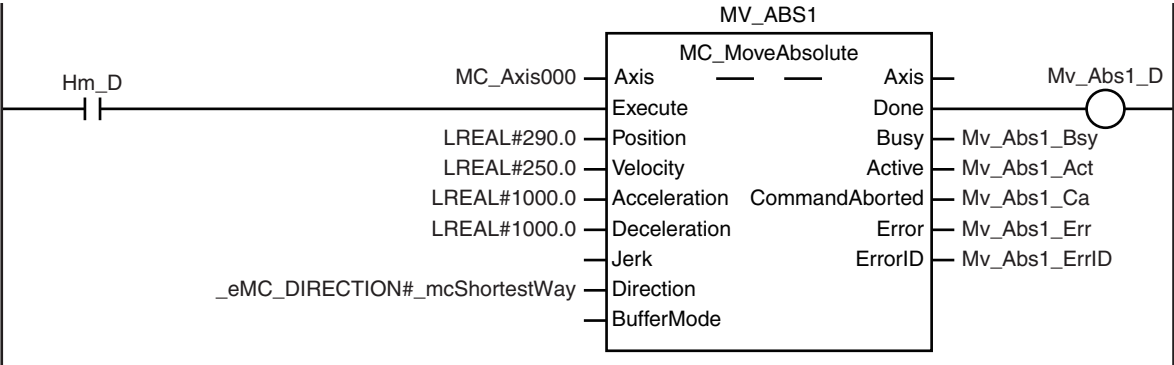 MV_ABS1
MC_MoveAbsolute
Hm_D
MC_Axis000 Axis Axis Mv_Abs1_D
Execute Done
LREAL#290.0 Position Busy Mv_Abs1_Bsy
LREAL#250.0 Velocity Active Mv_Abs1_Act
LREAL#1000.0 Acceleration CommandAborted Mv_Abs1_Ca
LREAL#1000.0 Deceleration Error Mv_Abs1_Err
Jerk ErrorID Mv_Abs1_ErrID
_eMC_DIRECTION#_mcShortestWay Direction
BufferMode